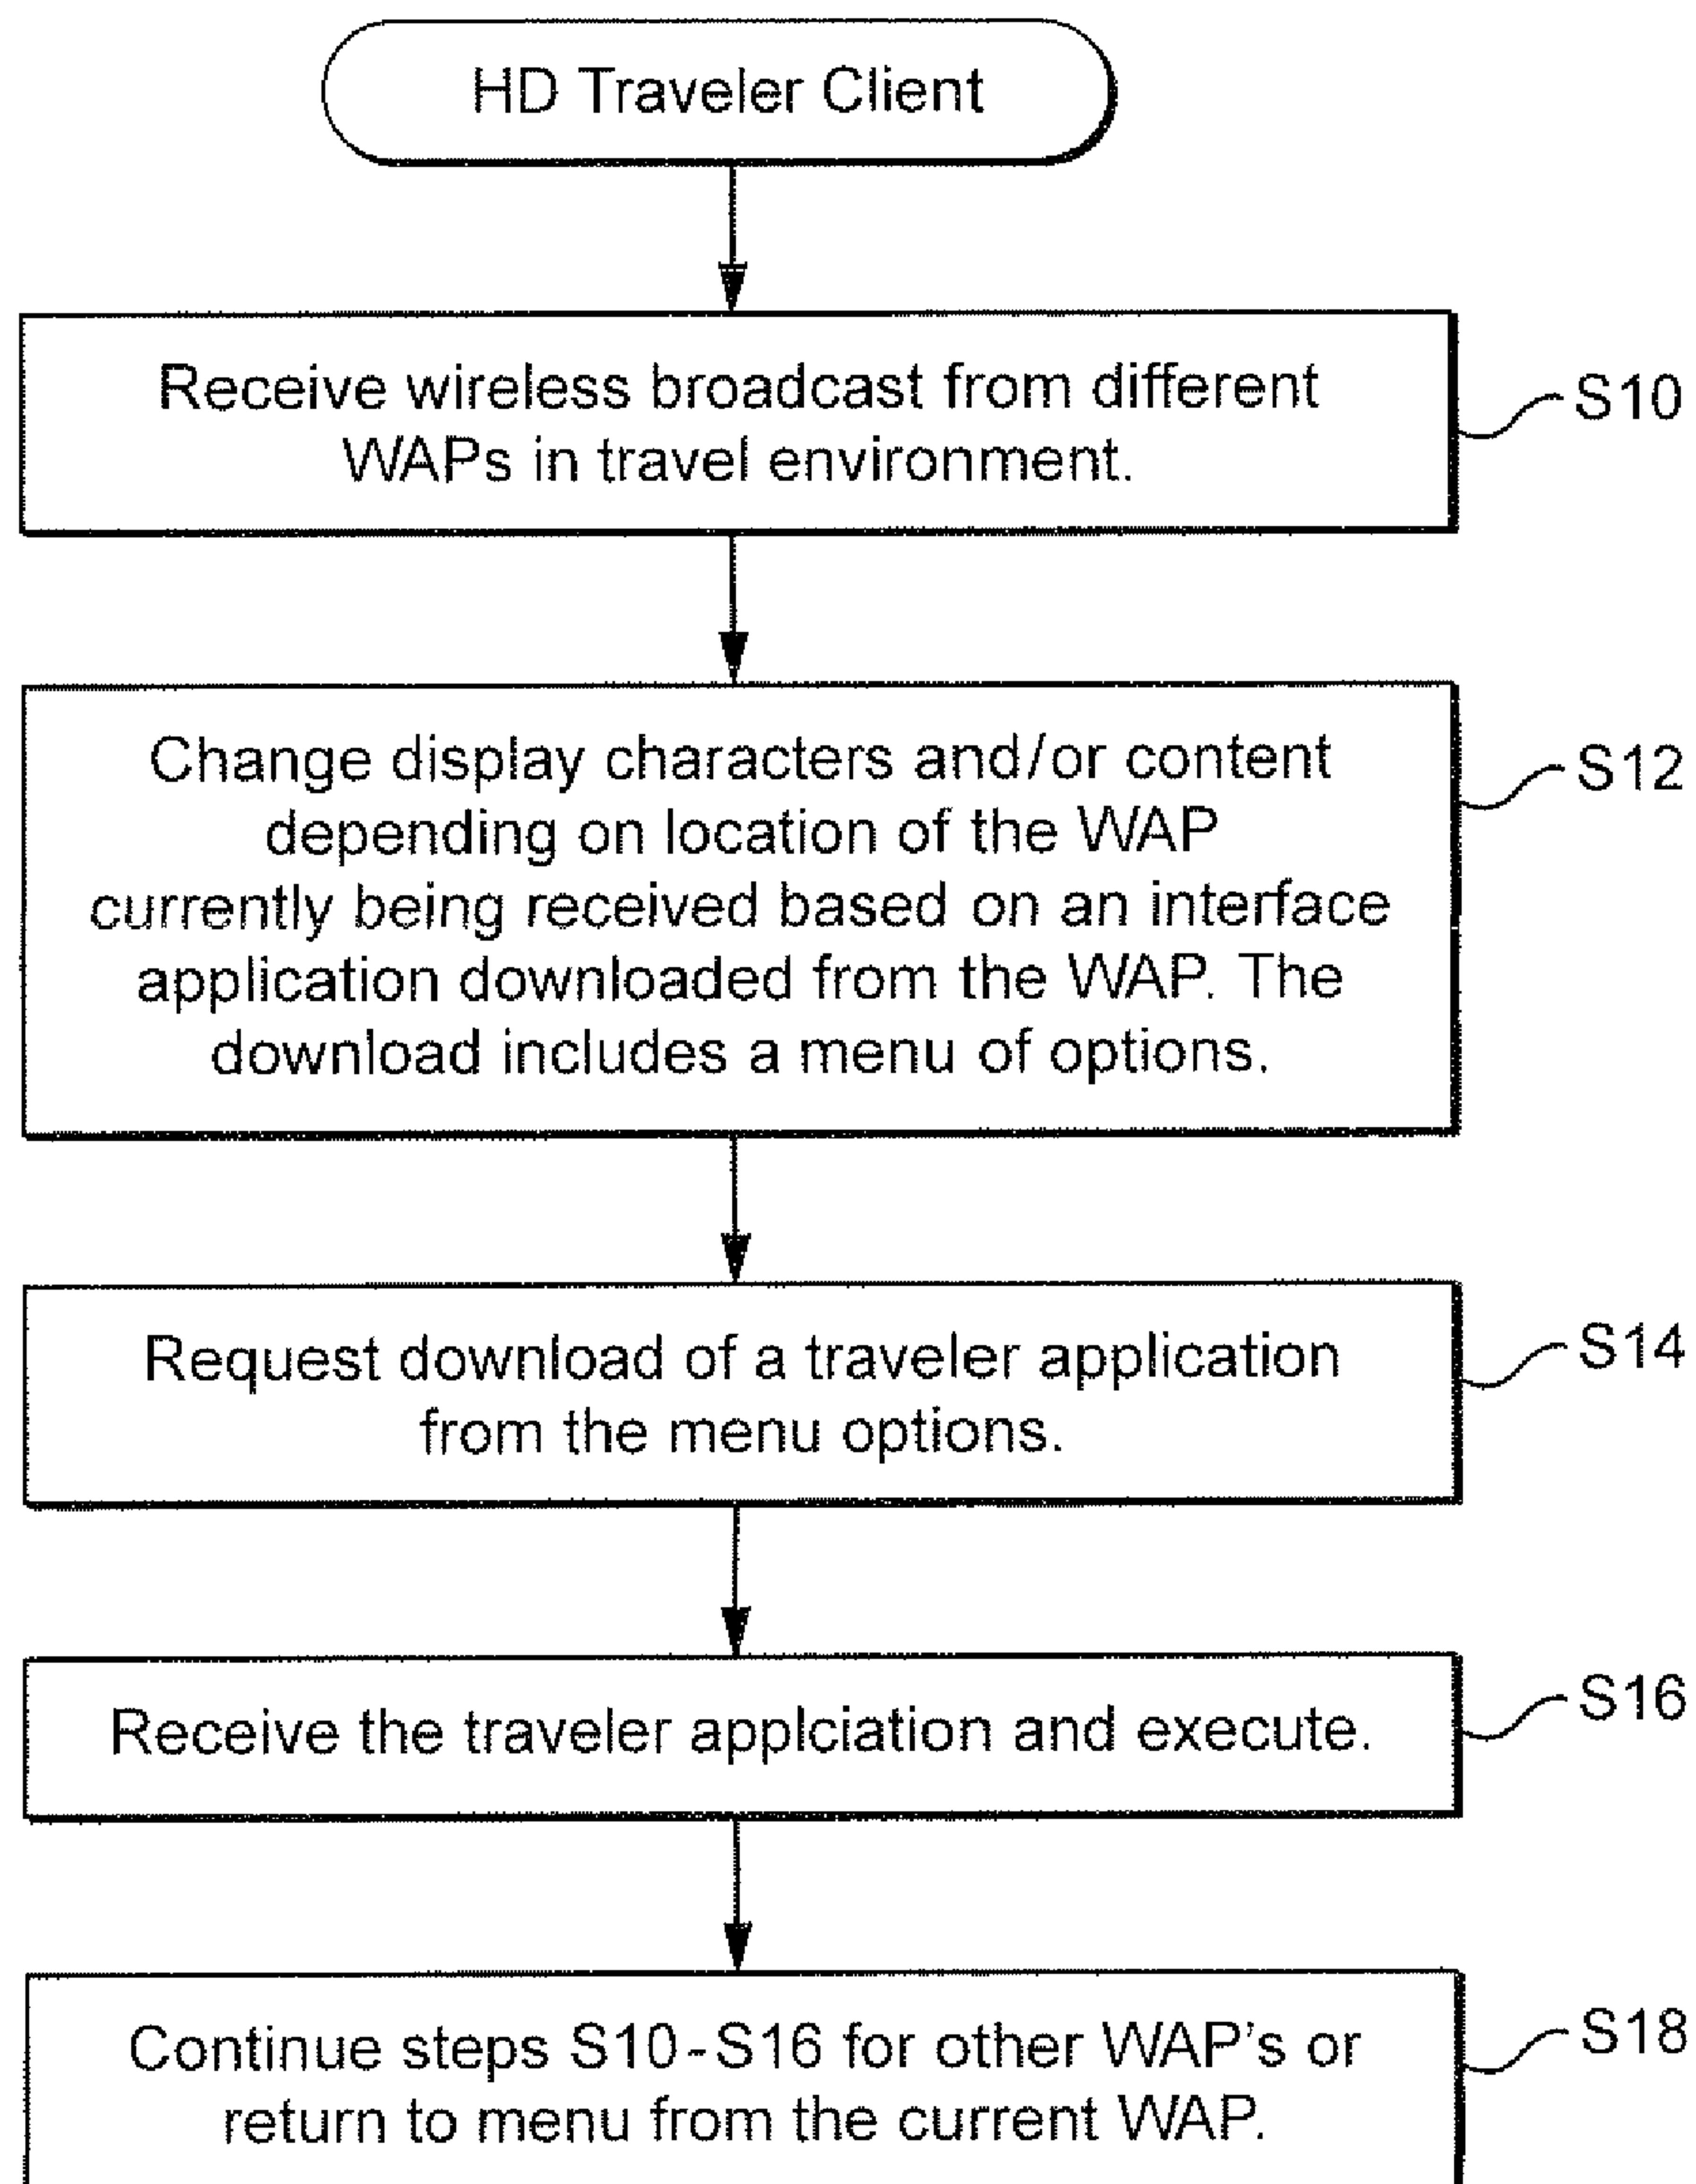 HD Traveler Client
Receive wireless broadcast from different
WAPs in travel environment.
S10
Change display characters and/or content
depending on location of the WAP
currently being received based on an interface
application downloaded from the WAP. The
download includes a menu of options.
S12
Request download of a traveler application
from the menu options.
S14
Receive the traveler applciation and execute.
S16
Continue steps S10-S16 for other WAP's or
return to menu from the current WAP.
S18